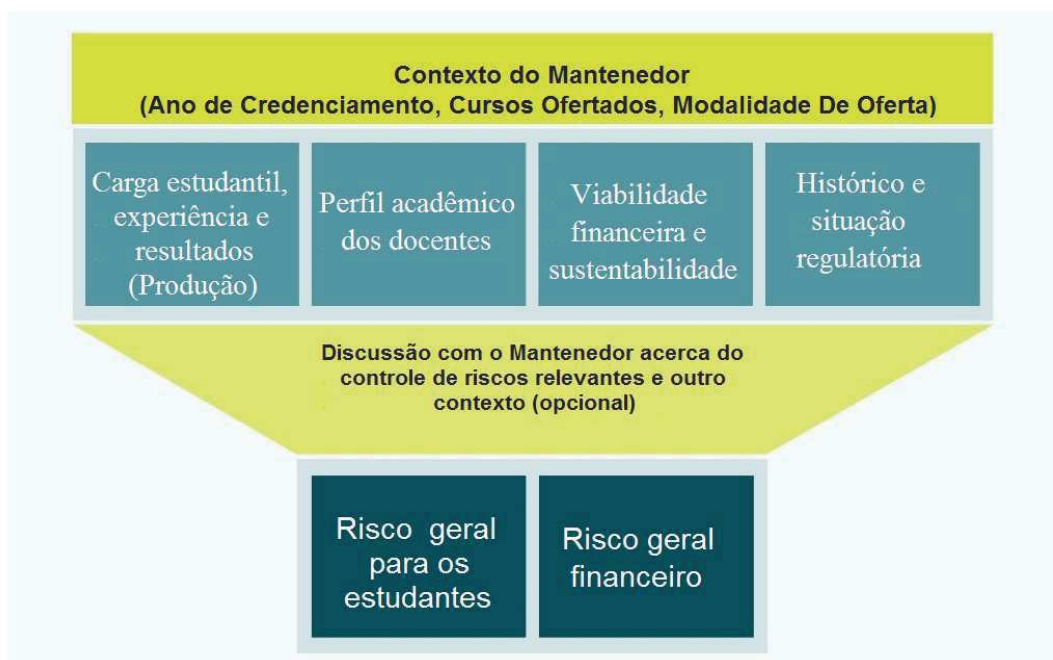 Contexto do Mantenedor
(Ano de Credenciamento, Cursos Ofertados, Modalidade De Oferta)
Carga estudantil,
experiência e
resultados
(Produção)
Perfil acadêmico
dos docentes
Viabilidade
financeira e
sustentabilidade
Histórico e
situação
regulatória
Discussão com o Mantenedor acerca do
controle de riscos relevantes e outro
contexto (opcional)
Risco geral
para os
estudantes
Risco geral
financeiro